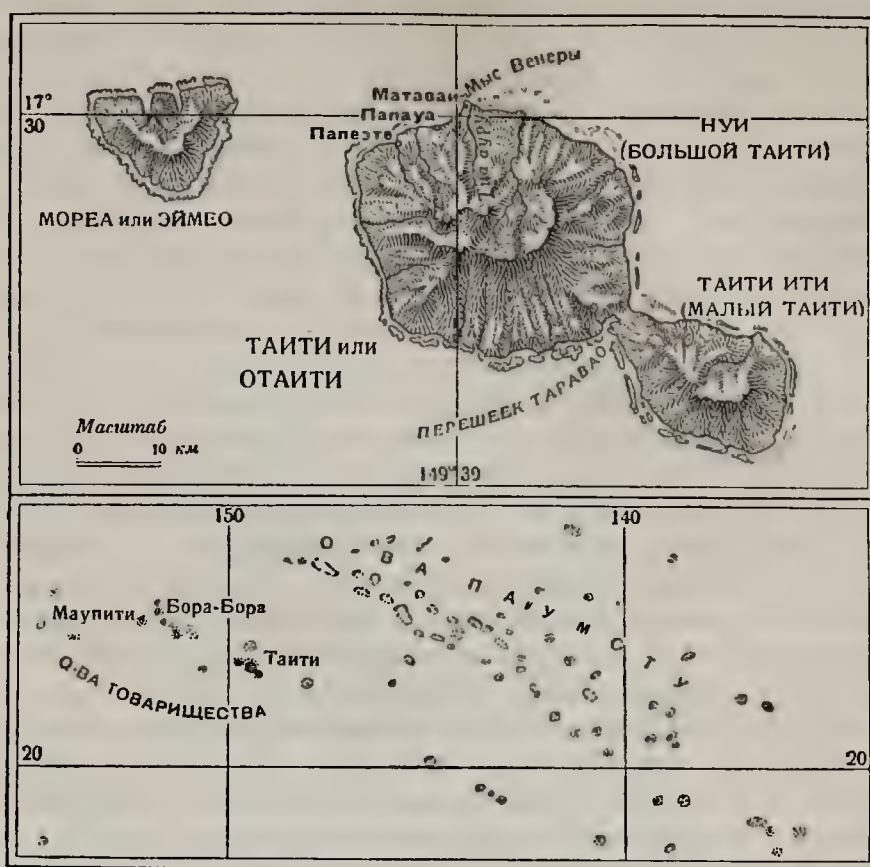 Мыс Венеры
Матаваи
17°
30
Папауа
Папеэте
НУИ
(БОЛЬШОЙ ТАИТИ)
МОРЕА или ЭЙМЕО
ТАИТИ ИТИ
(МАЛЫЙ ТАИТИ)
ТАИТИ или
ОТАИТИ
ПЕРЕШЕЕК ТАРАВАО
Масштаб
0 10 км
149°39
150
140
О-ВА ПАУМОТУ
Маупити
Бора-Бора
Таити
О-ВА ТОВАРИЩЕСТВА
20
20